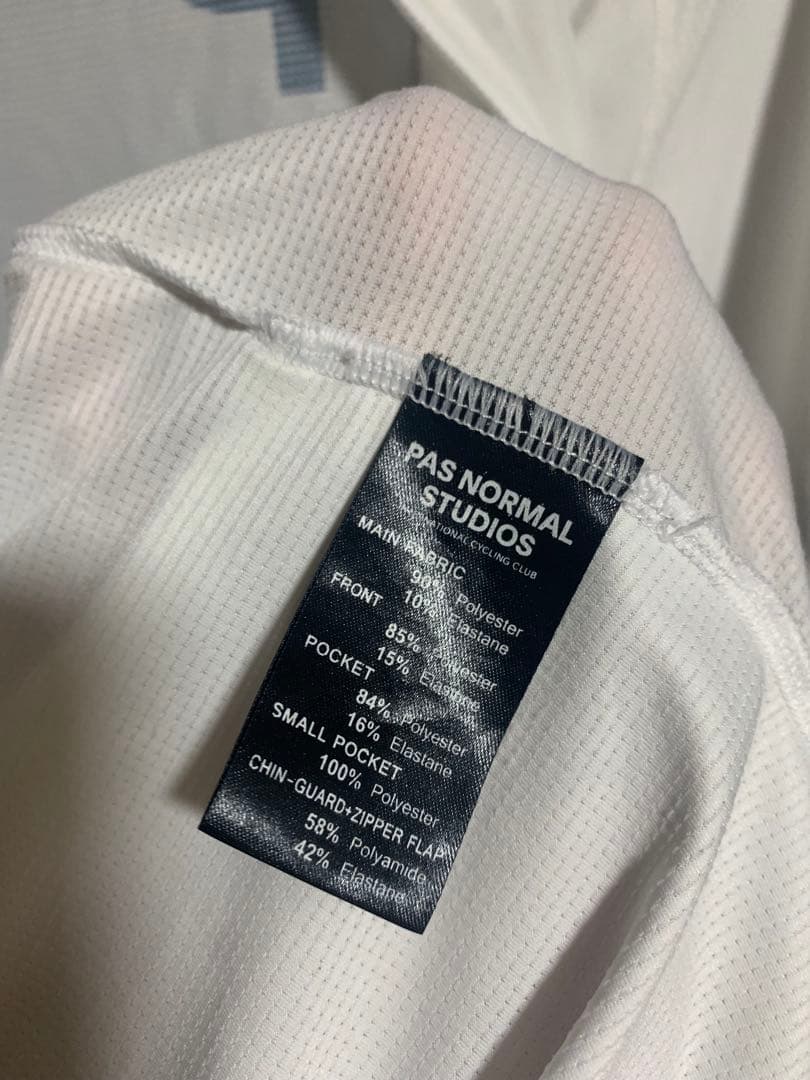 PAS NORMAL
STUDIOS
INTERNATIONAL CYCLING CLUB
MAIN FABRIC
90% Polyester
10% Elastane
FRONT
85% Polyester
15% Elastane
POCKET
84% Polyester
16% Elastane
SMALL POCKET
100% Polyester
CHIN-GUARD+ZIPPER FLAP
58% Polyamide
42% Elastane